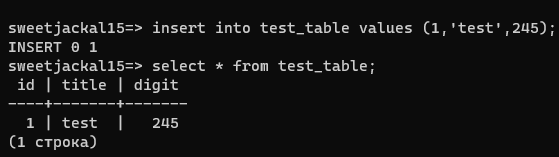 sweetjackal15=> insert into test_table values (1,'test',245);
INSERT 0 1
sweetjackal15=> select * from test_table;
 id | title | digit
----+-------+-------
  1 | test  |   245
(1 строка)